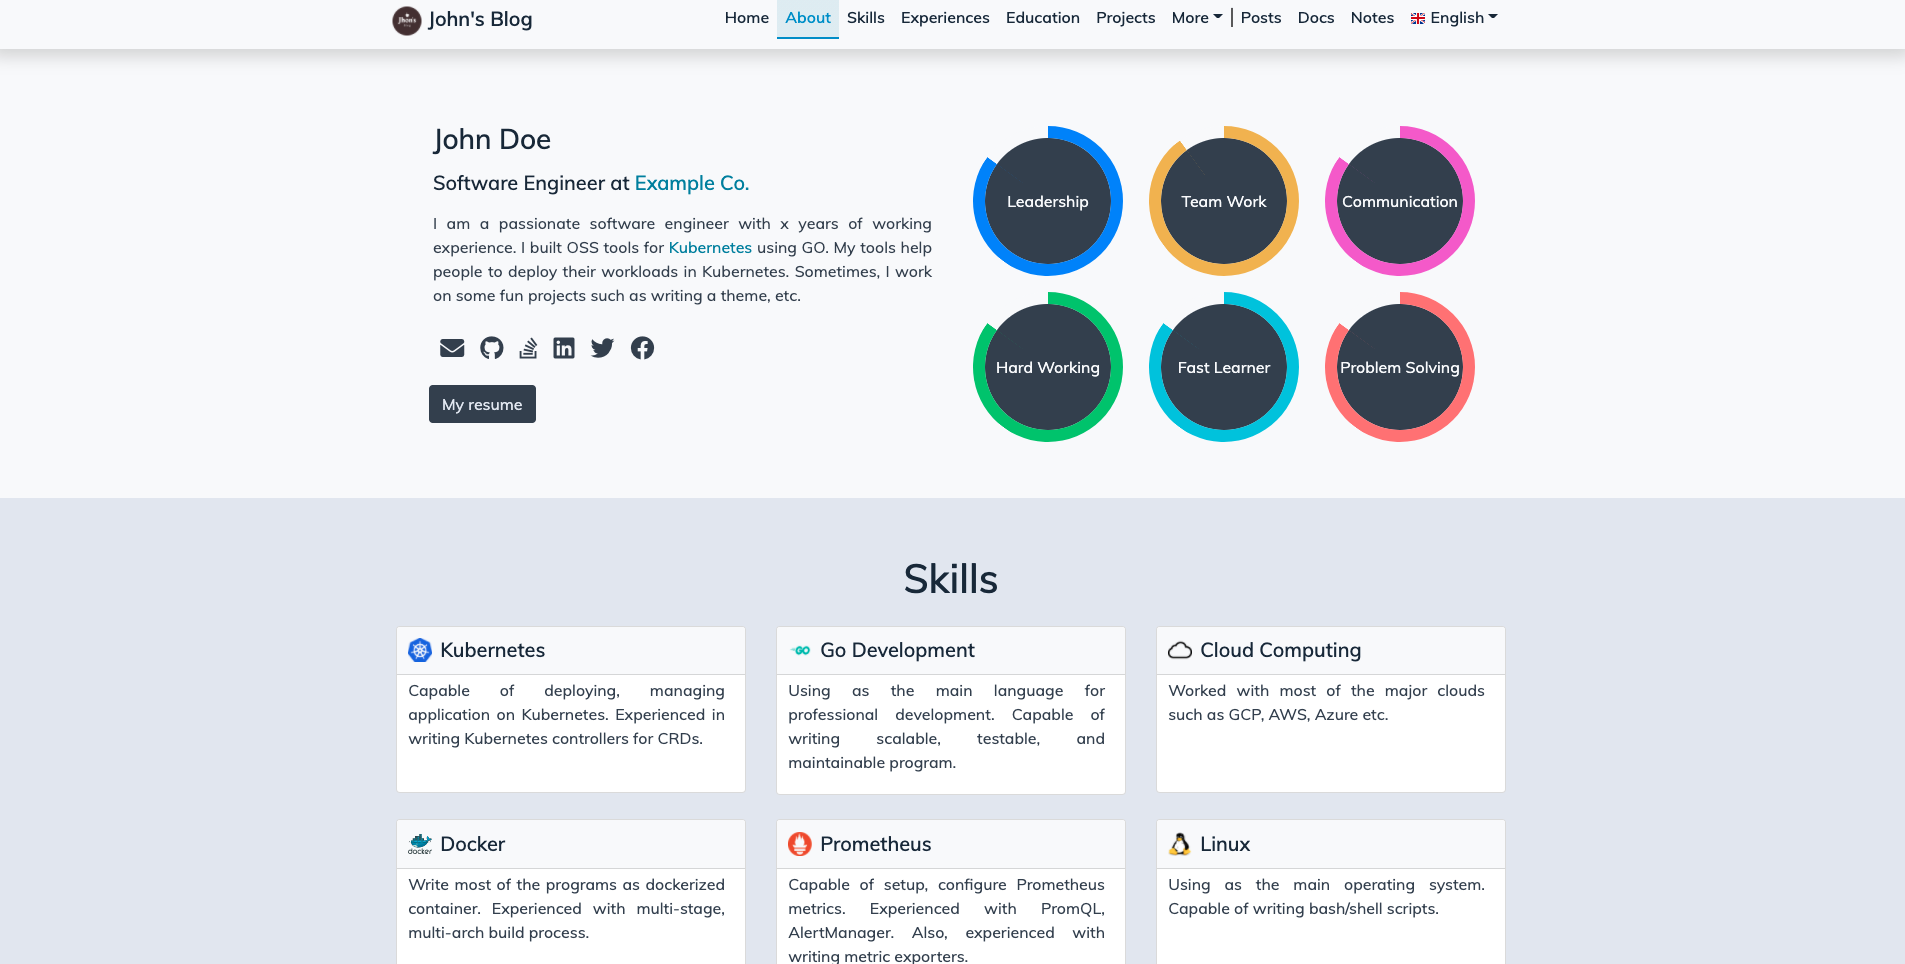 John's Blog
Home About Skills Experiences Education Projects More Posts Docs Notes English
John Doe
Software Engineer at Example Co.
I am a passionate software engineer with x years of working
experience. I built OSS tools for Kubernetes using GO. My tools help
people to deploy their workloads in Kubernetes. Sometimes, I work
on some fun projects such as writing a theme, etc.
My resume
Leadership
Team Work
Communication
Hard Working
Fast Learner
Problem Solving
Skills
Kubernetes
Capable of deploying, managing
application on Kubernetes. Experienced in
writing Kubernetes controllers for CRDs.
GO
Go Development
Using as the main language for
professional development. Capable of
writing scalable, testable, and
maintainable program.
Cloud Computing
Worked with most of the major clouds
such as GCP, AWS, Azure etc.
docker
Docker
Write most of the programs as dockerized
container. Experienced with multi-stage,
multi-arch build process.
Prometheus
Capable of setup, configure Prometheus
metrics. Experienced with PromQL,
AlertManager. Also, experienced with
writing metric exporters.
Linux
Using as the main operating system.
Capable of writing bash/shell scripts.